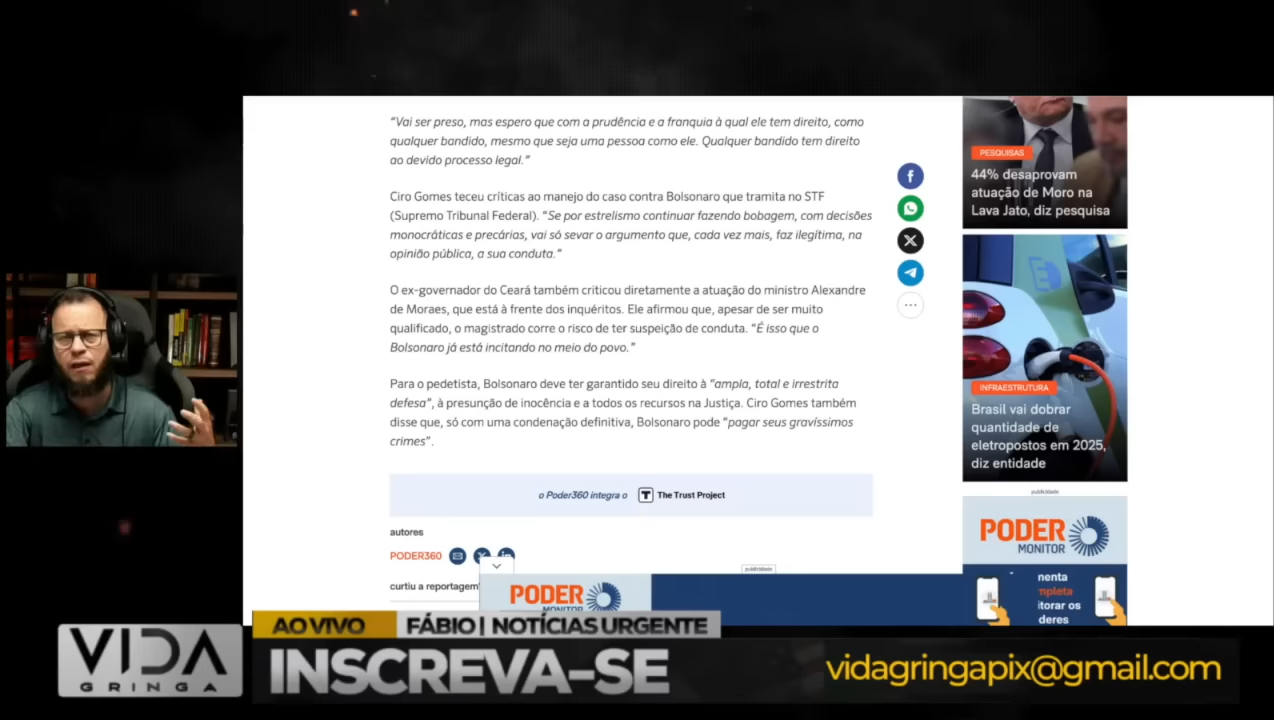 “Vai ser preso, mas espero que com a prudência e a franquia à qual ele tem direito, como
qualquer bandido, mesmo que seja uma pessoa como ele. Qualquer bandido tem direito
ao devido processo legal.”
Ciro Gomes teceu críticas ao manejo do caso contra Bolsonaro que tramita no STF
(Supremo Tribunal Federal). “Se por estrelismo continuar fazendo bobagem, com decisões
monocráticas e precárias, vai só sevar o argumento que, cada vez mais, faz ilegítima, na
opinião pública, a sua conduta.”
O ex-governador do Ceará também criticou diretamente a atuação do ministro Alexandre
de Moraes, que está à frente dos inquéritos. Ele afirmou que, apesar de ser muito
qualificado, o magistrado corre o risco de ter suspeição de conduta. “É isso que o
Bolsonaro já está incitando no meio do povo.”
Para o pedetista, Bolsonaro deve ter garantido seu direito à “ampla, total e irrestrita
defesa”, à presunção de inocência e a todos os recursos na Justiça. Ciro Gomes também
disse que, só com uma condenação definitiva, Bolsonaro pode “pagar seus gravíssimos
crimes”.
o Poder360 integra o T The Trust Project
autores
PODER360
curtiu a reportagem
publicidade
PODER
MONITOR
PESQUISAS
44% desaprovam
atuação de Moro na
Lava Jato, diz pesquisa
INFRAESTRUTURA
Brasil vai dobrar
quantidade de
eletropostos em 2025,
diz entidade
publicidade
PODER
MONITOR
menta
mpleta
itorar os
deres
AO VIVO FÁBIO | NOTÍCIAS URGENTE
VIDA
GRINGA
INSCREVA-SE
vidagringapix@gmail.com